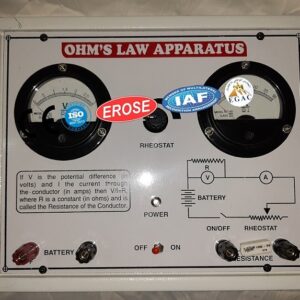 OHM'S LAW APPARATUS
V
ISO
EROSE
IAF
EGAC
RHEOSTAT
If V is the potential difference (in
volts) and I the current through
the conductor (in amps) then V/I=R,
where R is a constant (in ohms) and is
called the Resistance of the Conductor.
R
V
A
BATTERY
ON/OFF
RHEOSTAT
POWER
BATTERY
OFF
ON
RESISTANCE